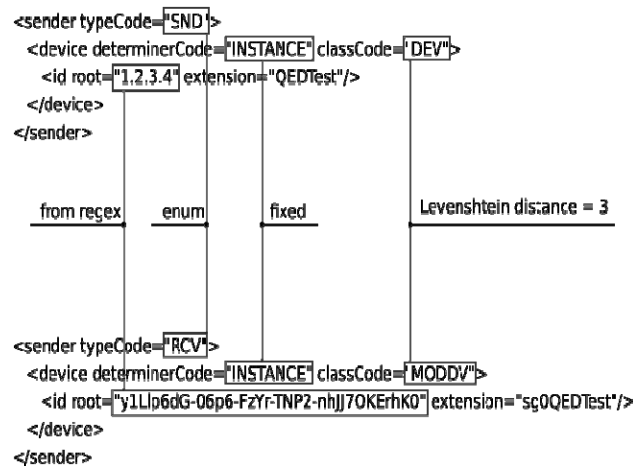 <sender typeCode="SND">
<device determinerCode="INSTANCE" classCode="DEV">
<id root="1.2.3.4" extension="QEDTest"/>
</device>
</sender>
from regex enum fixed Levenshtein distance = 3
<sender typeCode="RCV">
<device determinerCode="INSTANCE" classCode="MODDV">
<id root="y1Llp6dG-06p6-FzYr-TNP2-nhJJ7OKErhK0" extension="sg0QEDTest"/>
</device>
</sender>